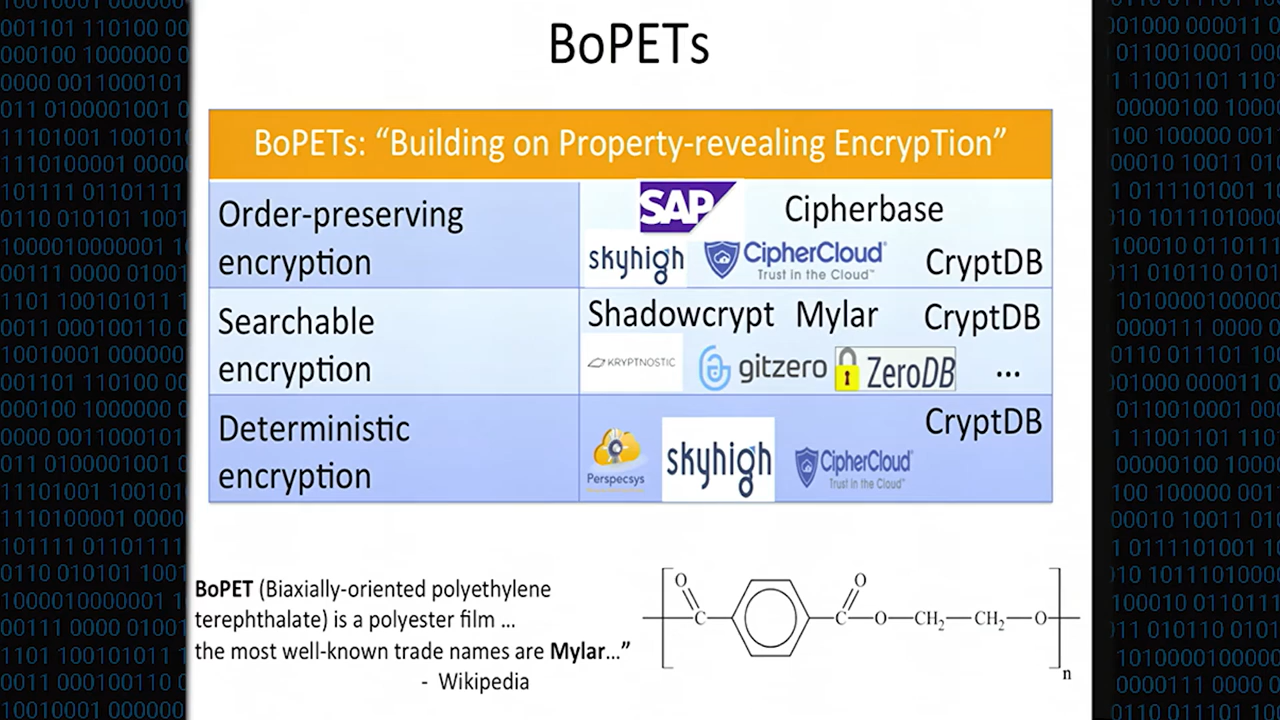 BoPETs
BoPETs: “Building on Property-revealing EncrypTion”
Order-preserving
encryption
SAP Cipherbase
skyhigh CipherCloud CryptDB
Trust in the Cloud™
Searchable
encryption
Shadowcrypt Mylar CryptDB
KRYPTNOSTIC gitzero ZeroDB ...
Deterministic
encryption
CryptDB
Perspecsys skyhigh CipherCloud
Trust in the Cloud™
BoPET (Biaxially-oriented polyethylene
terephthalate) is a polyester film ...
the most well-known trade names are Mylar...”
- Wikipedia
O O
C C O CH2 CH2 O
n